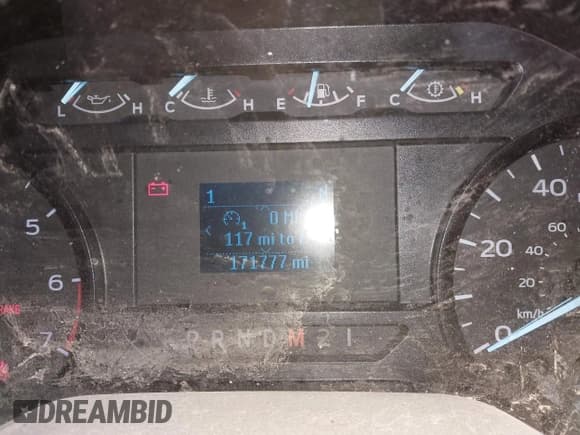 L H
C H
E F
C H
1
1
0 H
117 mi to
171777 mi
5
6
7
40
20
0
40
20
km/h
P R N D M 2 1
DREAMBID